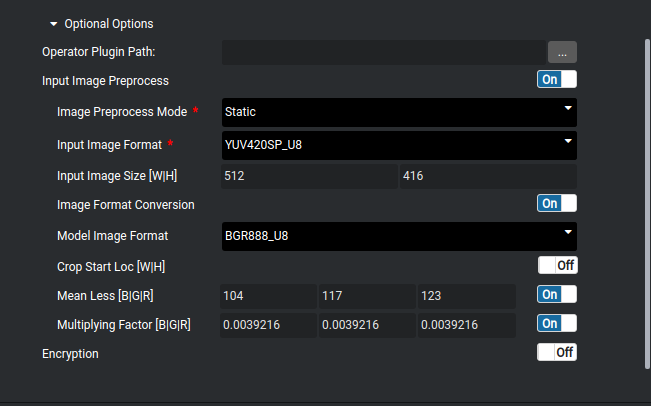 Optional Options
Operator Plugin Path: ...
Input Image Preprocess On
Image Preprocess Mode * Static
Input Image Format * YUV420SP_U8
Input Image Size [W|H] 512 416
Image Format Conversion On
Model Image Format BGR888_U8
Crop Start Loc [W|H] Off
Mean Less [B|G|R] 104 117 123 On
Multiplying Factor [B|G|R] 0.0039216 0.0039216 0.0039216 On
Encryption Off